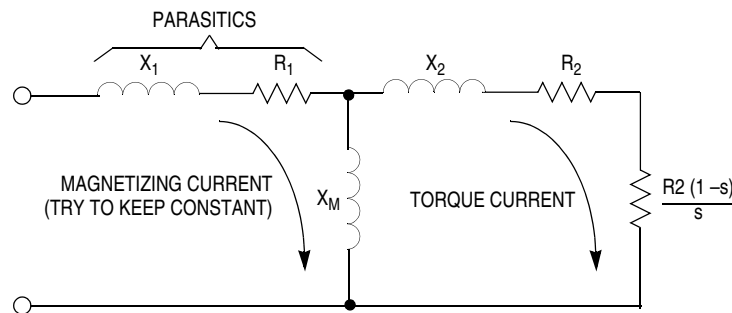 PARASITICS
X1 R1 X2 R2
MAGNETIZING CURRENT
(TRY TO KEEP CONSTANT)
XM
TORQUE CURRENT
R2 (1 –s)
s